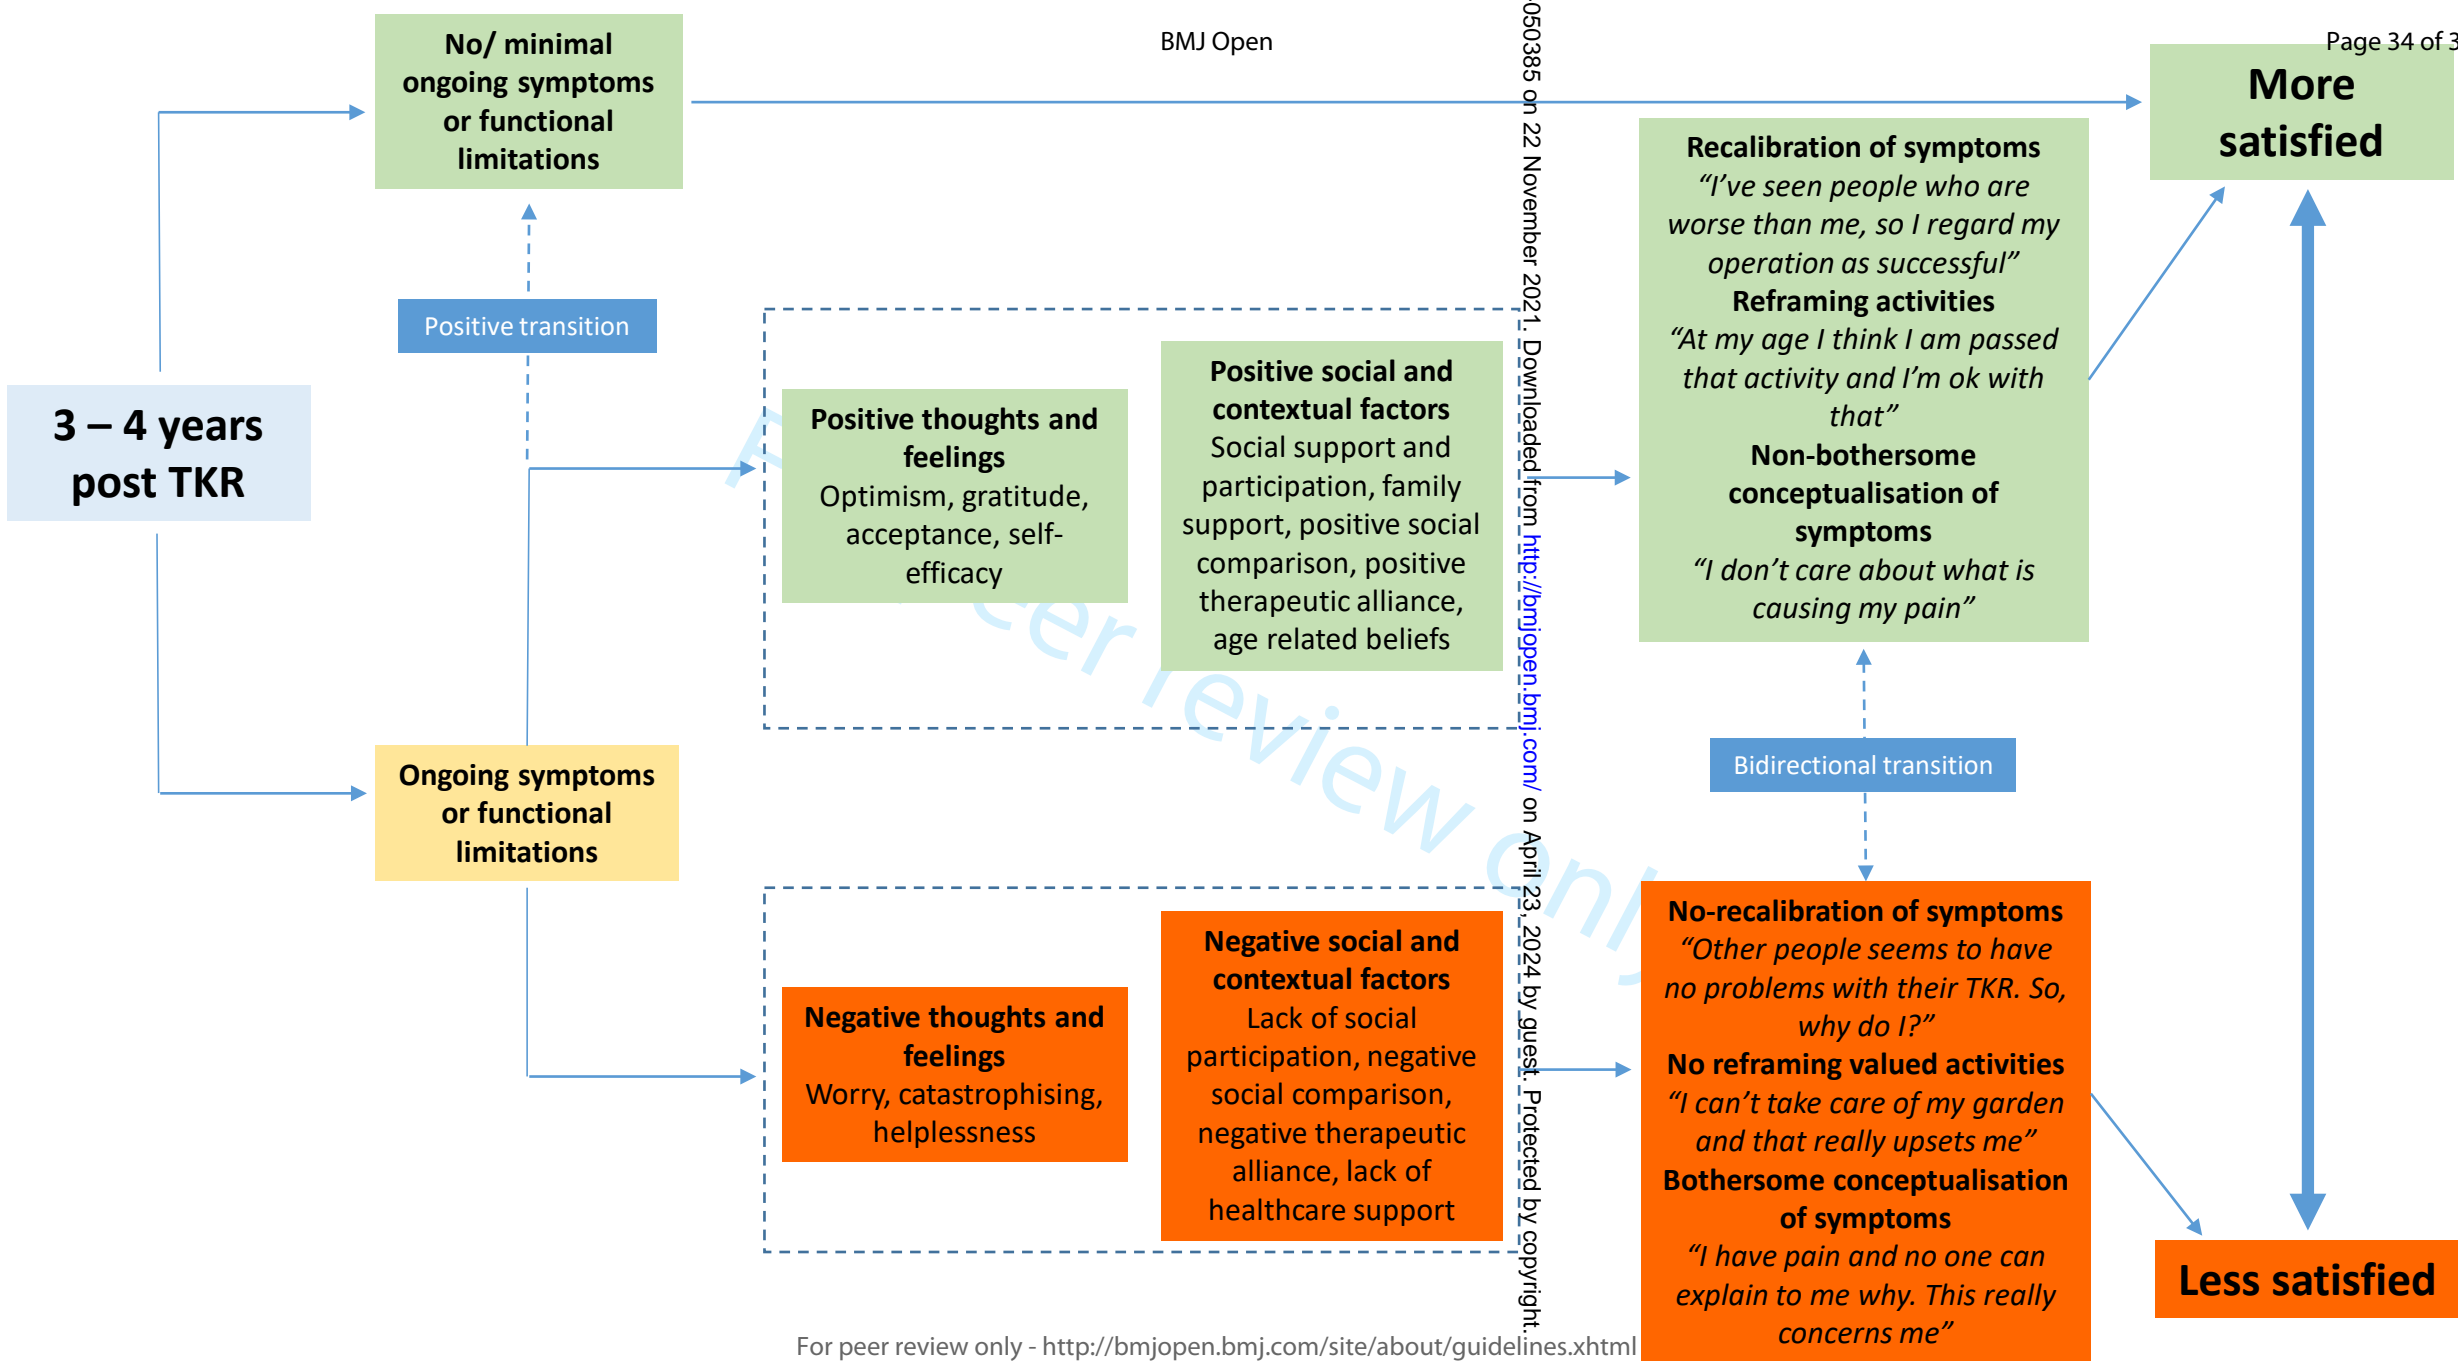 BMJ Open
Page 34 of 3
No/ minimal
ongoing symptoms
or functional
limitations
More
satisfied
Positive transition
3 – 4 years
post TKR
Positive thoughts and
feelings
Optimism, gratitude,
acceptance, self-
efficacy
Positive social and
contextual factors
Social support and
participation, family
support, positive social
comparison, positive
therapeutic alliance,
age related beliefs
Recalibration of symptoms
“I’ve seen people who are
worse than me, so I regard my
operation as successful”
Reframing activities
“At my age I think I am passed
that activity and I’m ok with
that”
Non-bothersome
conceptualisation of
symptoms
“I don’t care about what is
causing my pain”
Ongoing symptoms
or functional
limitations
Bidirectional transition
Negative thoughts and
feelings
Worry, catastrophising,
helplessness
Negative social and
contextual factors
Lack of social
participation, negative
social comparison,
negative therapeutic
alliance, lack of
healthcare support
No-recalibration of symptoms
“Other people seems to have
no problems with their TKR. So,
why do I?”
No reframing valued activities
“I can’t take care of my garden
and that really upsets me”
Bothersome conceptualisation
of symptoms
“I have pain and no one can
explain to me why. This really
concerns me”
Less satisfied
050385 on 22 November 2021. Downloaded from http://bmjopen.bmj.com/ on April 23, 2024 by guest. Protected by copyright.
For peer review only - http://bmjopen.bmj.com/site/about/guidelines.xhtml